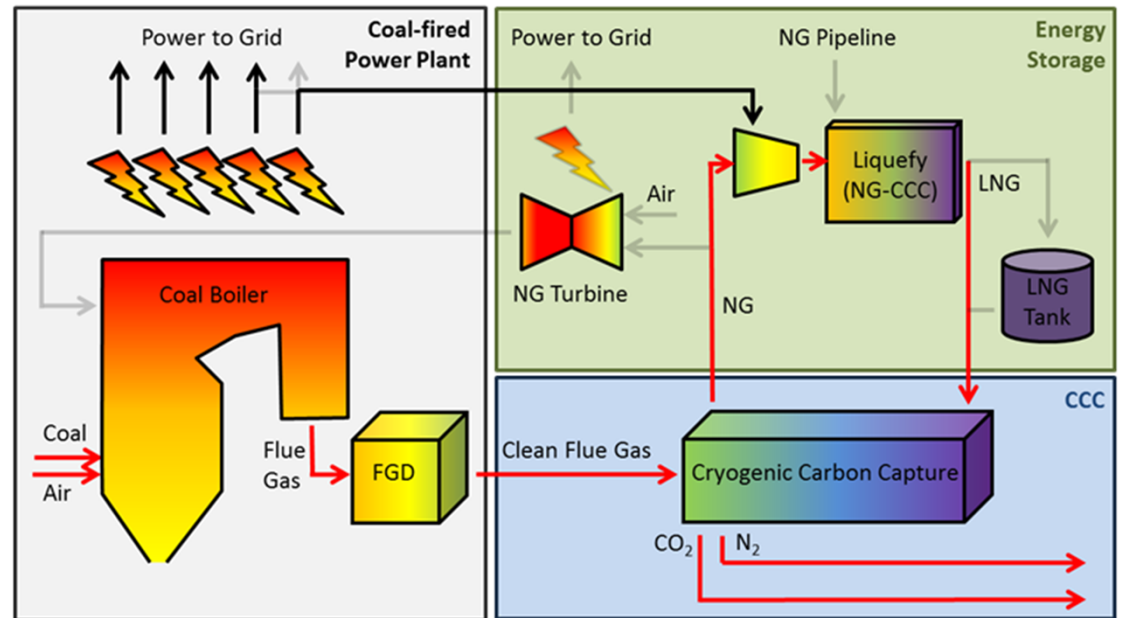 Power to Grid
Coal-fired
Power Plant
Coal Boiler
Coal
Air
Flue
Gas
FGD
Power to Grid
NG Pipeline
Energy
Storage
Liquefy
(NG-CCC)
LNG
Air
NG Turbine
NG
LNG
Tank
CCC
Clean Flue Gas
Cryogenic Carbon Capture
CO₂
N₂